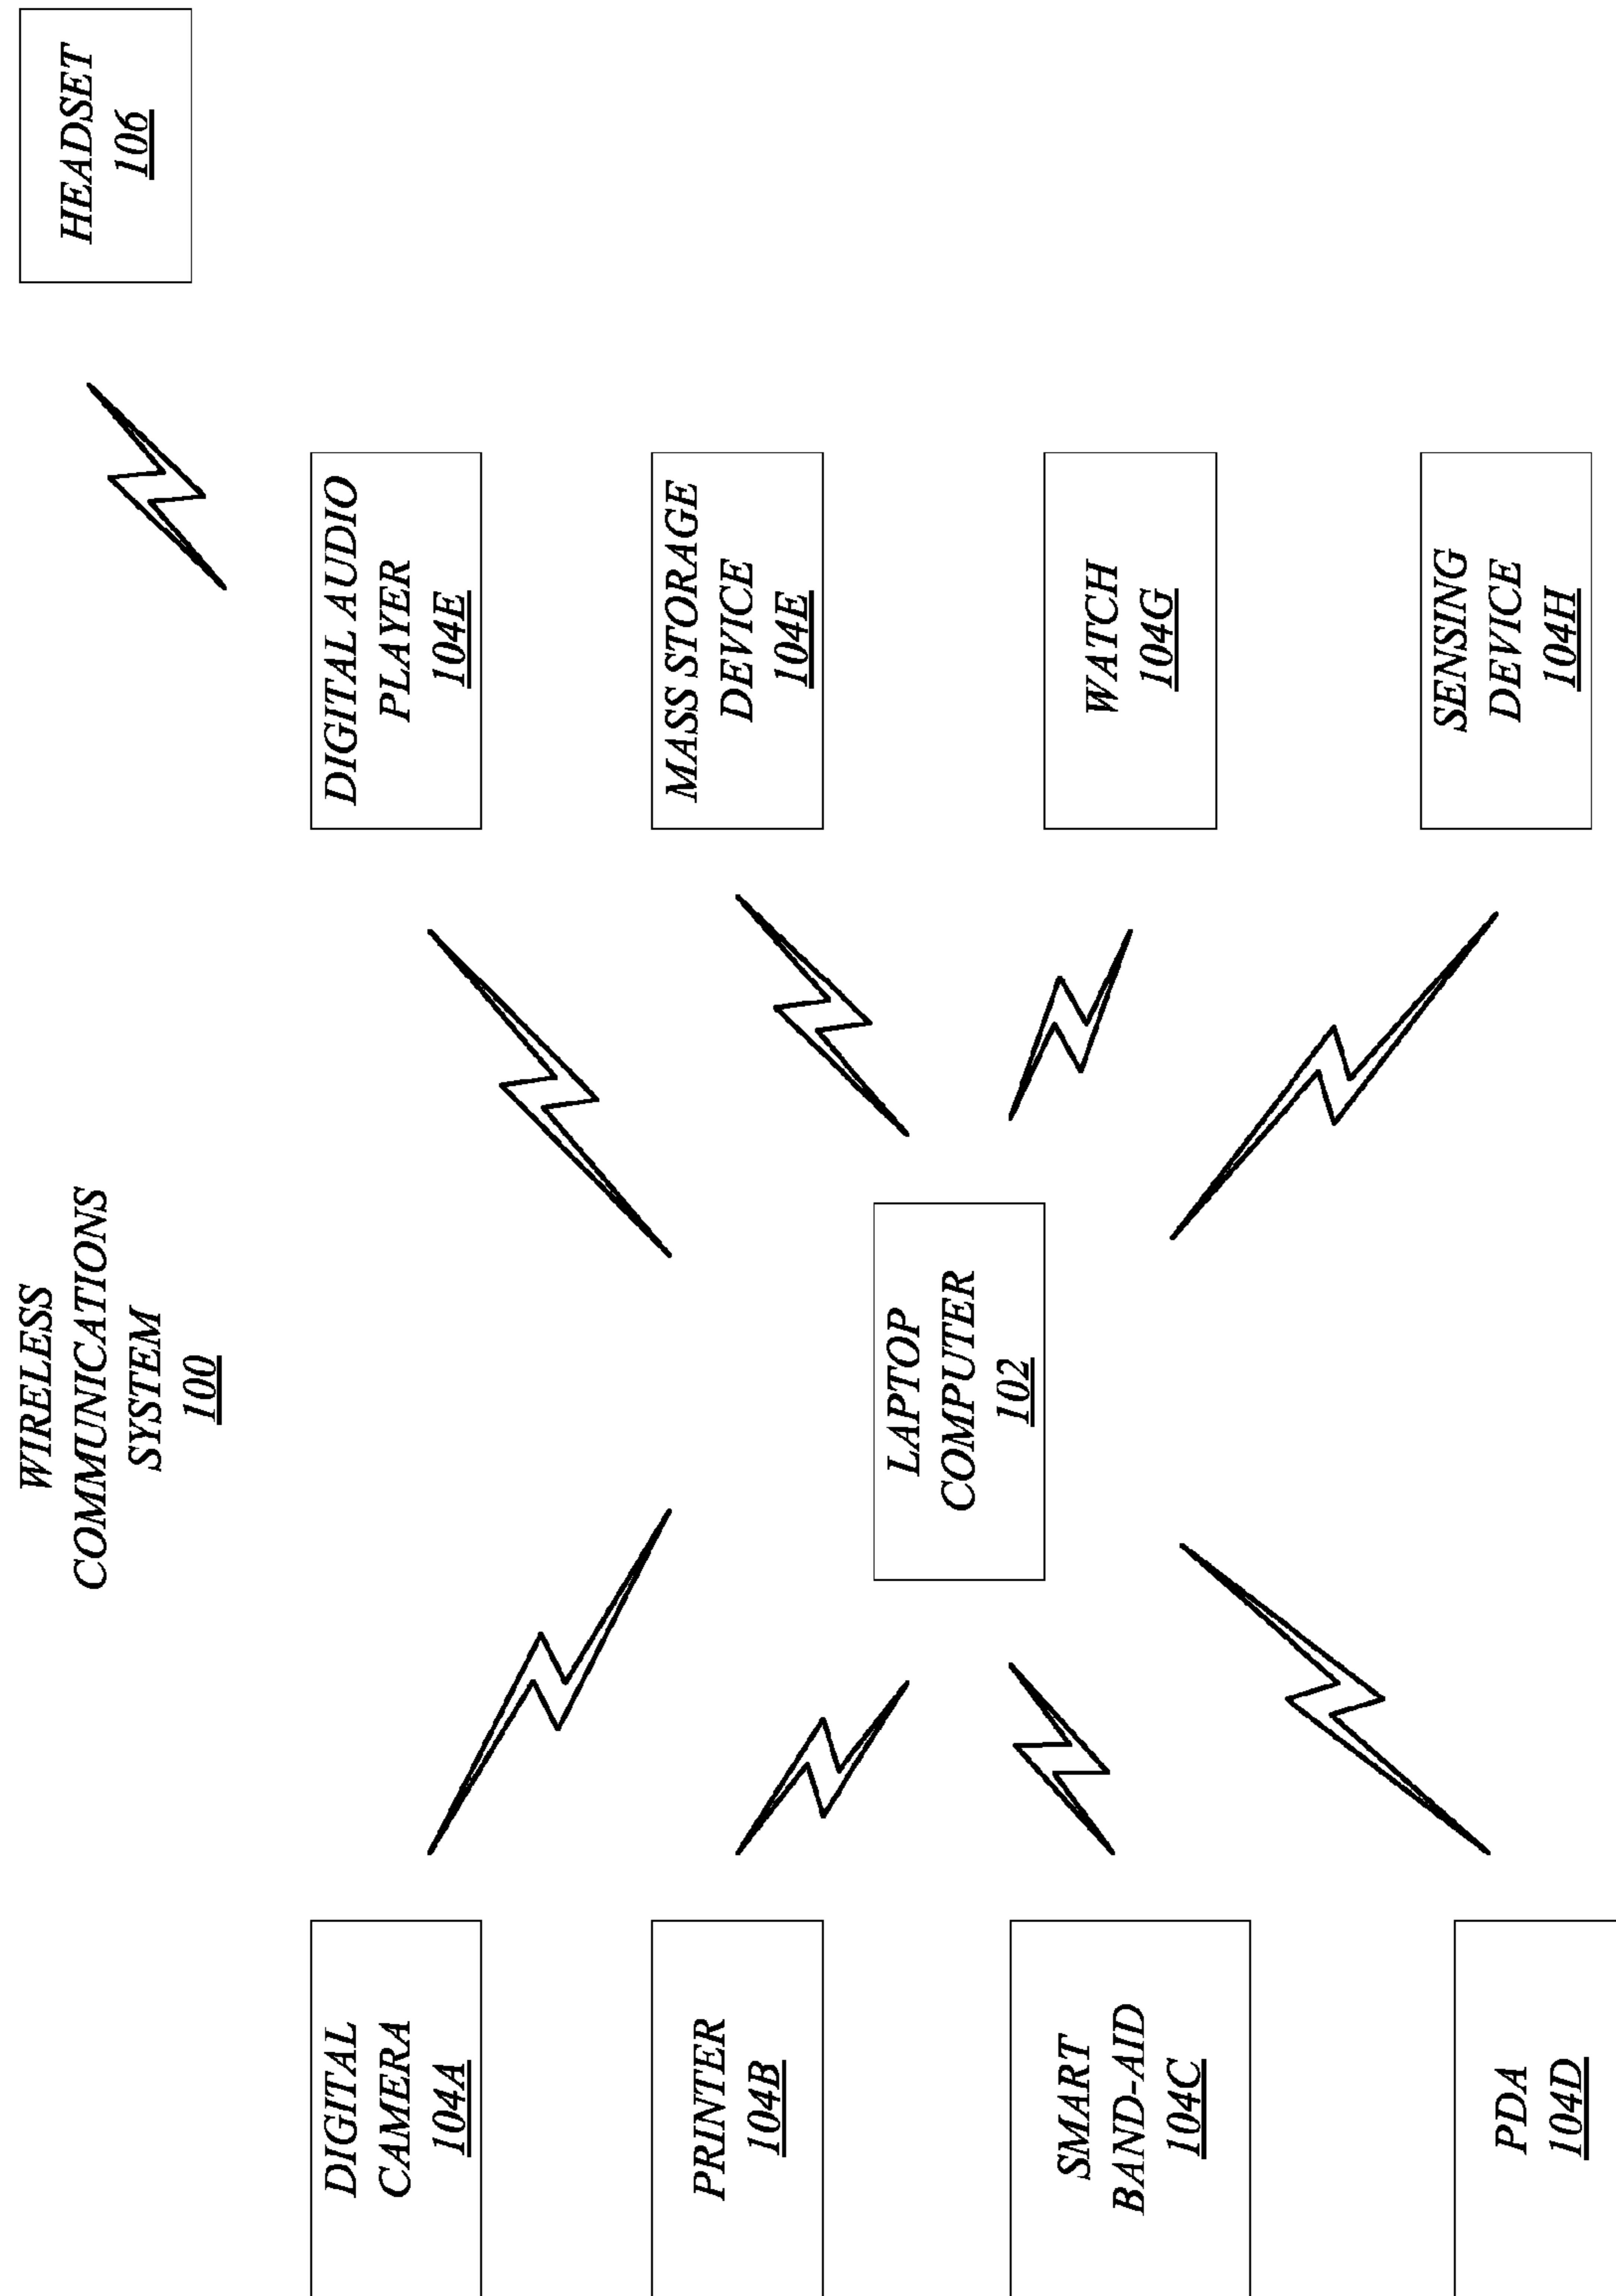 WIRELESS
COMMUNICATIONS
SYSTEM
100
HEADSET
106
DIGITAL
CAMERA
104A
DIGITAL AUDIO
PLAYER
104E
PRINTER
104B
MASS STORAGE
DEVICE
104E
LAPTOP
COMPUTER
102
SMART
BAND-AID
104C
WATCH
104G
PDA
104D
SENSING
DEVICE
104H